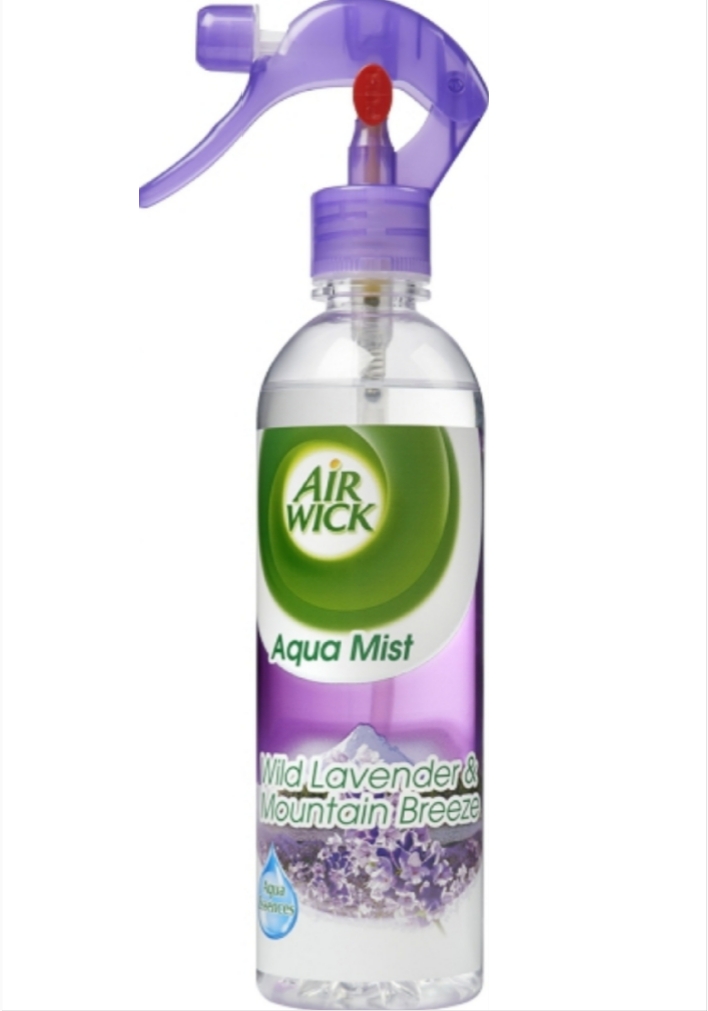 AIR
WICK
Aqua Mist
Wild Lavender &
Mountain Breeze
Aqua
Essences